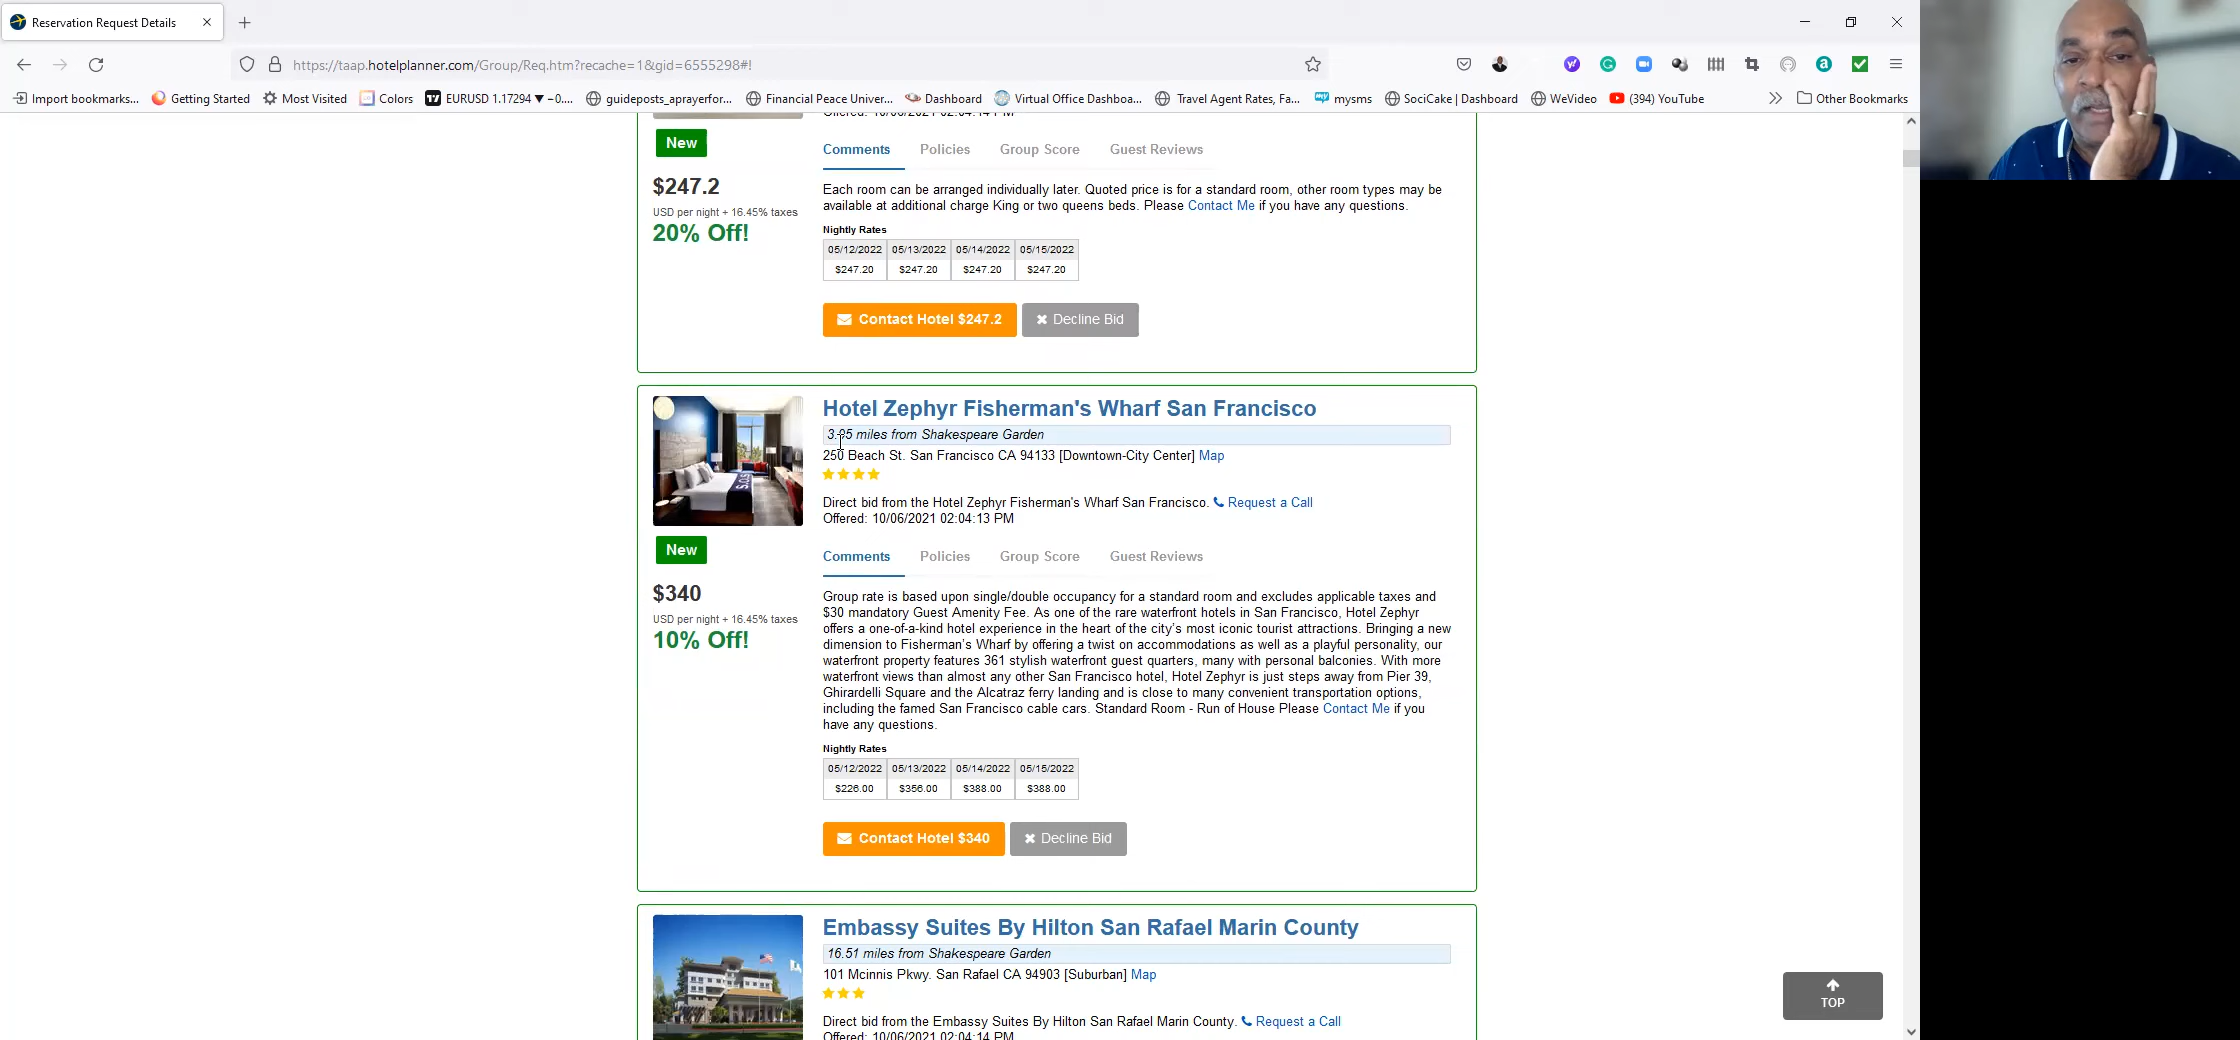 Reservation Request Details
https://taap.hotelplanner.com/Group/Req.htm?recache=1&gid=6555298#!
Import bookmarks... Getting Started Most Visited Colors EURUSD 1.17294 ▼ −0.... guideposts_aprayerfor... Financial Peace Univer... Dashboard Virtual Office Dashboa... Travel Agent Rates, Fa... mysms SociCake | Dashboard WeVideo (394) YouTube Other Bookmarks
Offered: 10/06/2021 02:04:14 PM
New
Comments Policies Group Score Guest Reviews
$247.2
USD per night + 16.45% taxes
20% Off!
Each room can be arranged individually later. Quoted price is for a standard room, other room types may be
available at additional charge King or two queens beds. Please Contact Me if you have any questions.
Nightly Rates
05/12/2022 05/13/2022 05/14/2022 05/15/2022
$247.20 $247.20 $247.20 $247.20
Contact Hotel $247.2 Decline Bid
Hotel Zephyr Fisherman's Wharf San Francisco
miles from Shakespeare Garden
250 Beach St. San Francisco CA 94133 [Downtown-City Center] Map
Direct bid from the Hotel Zephyr Fisherman's Wharf San Francisco. Request a Call
Offered: 10/06/2021 02:04:13 PM
New
Comments Policies Group Score Guest Reviews
$340
USD per night + 16.45% taxes
10% Off!
Group rate is based upon single/double occupancy for a standard room and excludes applicable taxes and
$30 mandatory Guest Amenity Fee. As one of the rare waterfront hotels in San Francisco, Hotel Zephyr
offers a one-of-a-kind hotel experience in the heart of the city's most iconic tourist attractions. Bringing a new
dimension to Fisherman's Wharf by offering a twist on accommodations as well as a playful personality, our
waterfront property features 361 stylish waterfront guest quarters, many with personal balconies. With more
waterfront views than almost any other San Francisco hotel, Hotel Zephyr is just steps away from Pier 39,
Ghirardelli Square and the Alcatraz ferry landing and is close to many convenient transportation options,
including the famed San Francisco cable cars. Standard Room - Run of House Please Contact Me if you
have any questions.
Nightly Rates
05/12/2022 05/13/2022 05/14/2022 05/15/2022
$226.00 $356.00 $388.00 $388.00
Contact Hotel $340 Decline Bid
Embassy Suites By Hilton San Rafael Marin County
16.51 miles from Shakespeare Garden
101 Mcinnis Pkwy. San Rafael CA 94903 [Suburban] Map
Direct bid from the Embassy Suites By Hilton San Rafael Marin County. Request a Call
Offered: 10/06/2021 02:04:14 PM
TOP